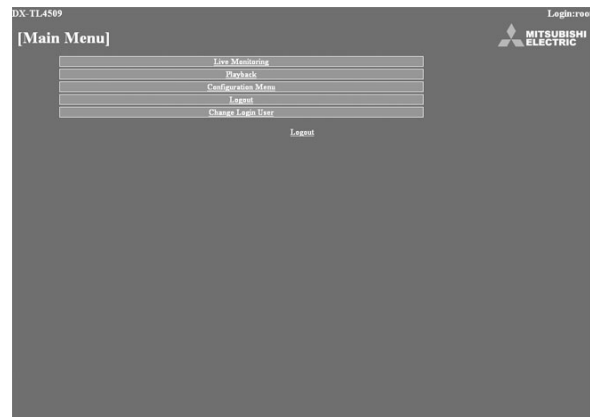 DX-TL4509
Login:roo
[Main Menu]
MITSUBISHI
ELECTRIC
Live Monitoring
Playback
Configuration Menu
Logout
Change Login User
Logout